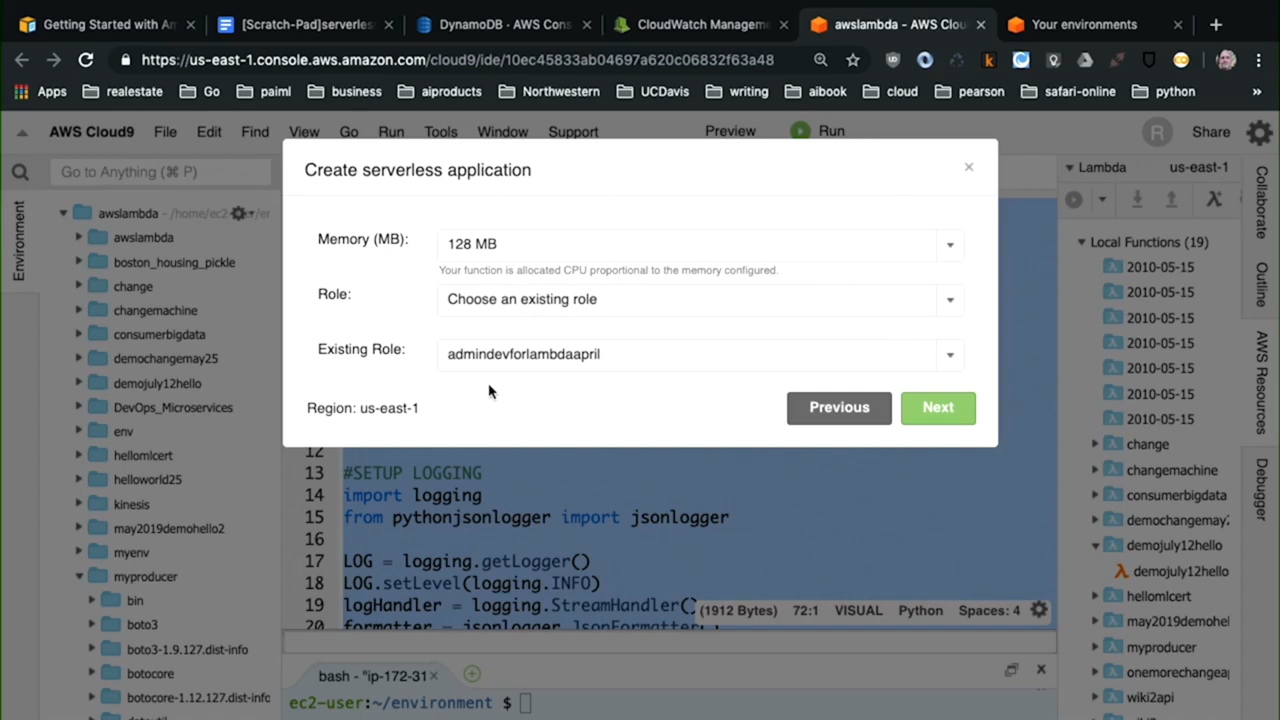 Getting Started with Am
[Scratch-Pad]serverless
DynamoDB · AWS Cons
CloudWatch Manageme
awslambda - AWS Clou
Your environments
https://us-east-1.console.aws.amazon.com/cloud9/ide/10ec45833ab04697a620c06832f63a48
Apps realestate Go paiml business aiproducts Northwestern UCDavis writing aibook cloud pearson safari-online python »
AWS Cloud9 File Edit Find View Go Run Tools Window Support Preview Run R Share
Go to Anything (⌘ P)
Environment
awslambda - /home/ec2
awslambda
boston_housing_pickle
change
changemachine
consumerbigdata
demochangemay25
demojuly12hello
DevOps_Microservices
env
hellomlcert
helloworld25
kinesis
may2019demohello2
myenv
myproducer
bin
boto3
boto3-1.9.127.dist-info
botocore
botocore-1.12.127.dist-info
Create serverless application
Memory (MB): 128 MB
Your function is allocated CPU proportional to the memory configured.
Role: Choose an existing role
Existing Role: admindevforlambdaapril
Region: us-east-1
Previous Next
12
13 #SETUP LOGGING
14 import logging
15 from pythonjsonlogger import jsonlogger
16
17 LOG = logging.getLogger()
18 LOG.setLevel(logging.INFO)
19 logHandler = logging.StreamHandler()
20 formatter = jsonlogger.JsonFormatter()
(1912 Bytes) 72:1 VISUAL Python Spaces: 4
bash - "ip-172-31
ec2-user:~/environment $
Lambda us-east-1
Local Functions (19)
2010-05-15
2010-05-15
2010-05-15
2010-05-15
2010-05-15
2010-05-15
2010-05-15
change
changemachine
consumerbigdata
demochangemay2
demojuly12hello
demojuly12hello
hellomlcert
may2019demohel
myproducer
onemorechangea
wiki2api
Collaborate
Outline
AWS Resources
Debugger